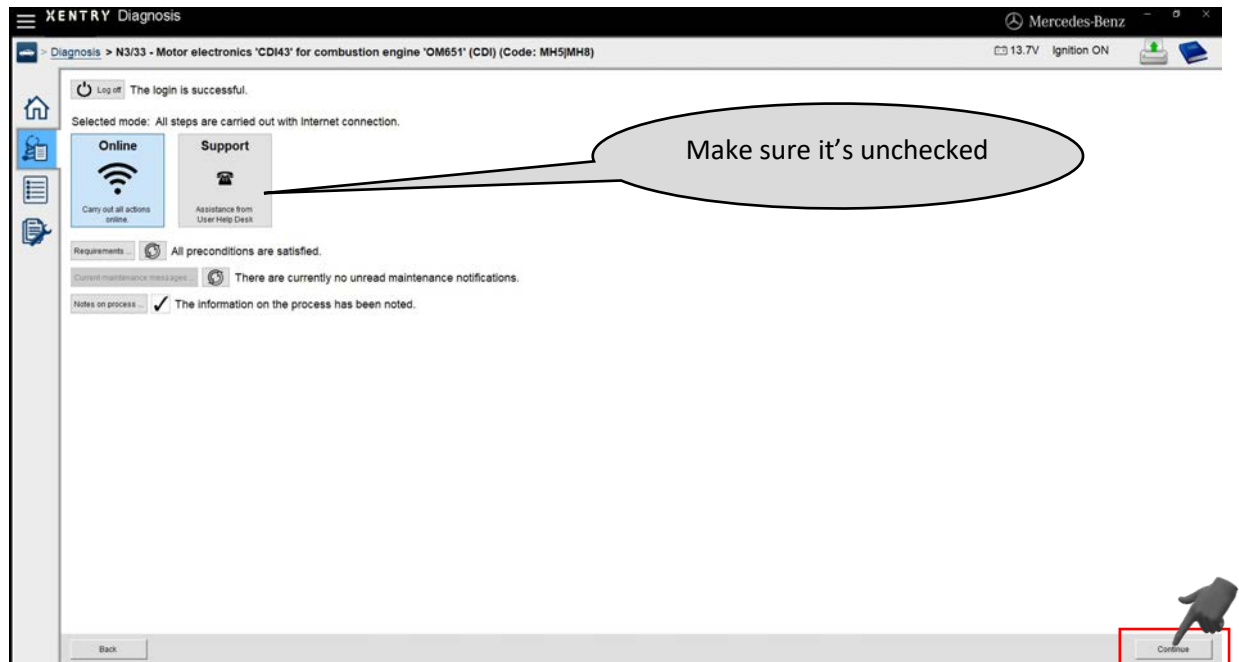 XENTRY Diagnosis
Mercedes-Benz
> Diagnosis > N3/33 - Motor electronics 'CDI43' for combustion engine 'OM651' (CDI) (Code: MH5|MH8)
13.7V Ignition ON
Log off The login is successful.
Selected mode: All steps are carried out with Internet connection.
Online
Carry out all actions
online.
Support
Assistance from
User Help Desk
Make sure it's unchecked
Requirements ... All preconditions are satisfied.
Current maintenance messages ... There are currently no unread maintenance notifications.
Notes on process ... The information on the process has been noted.
Back
Continue